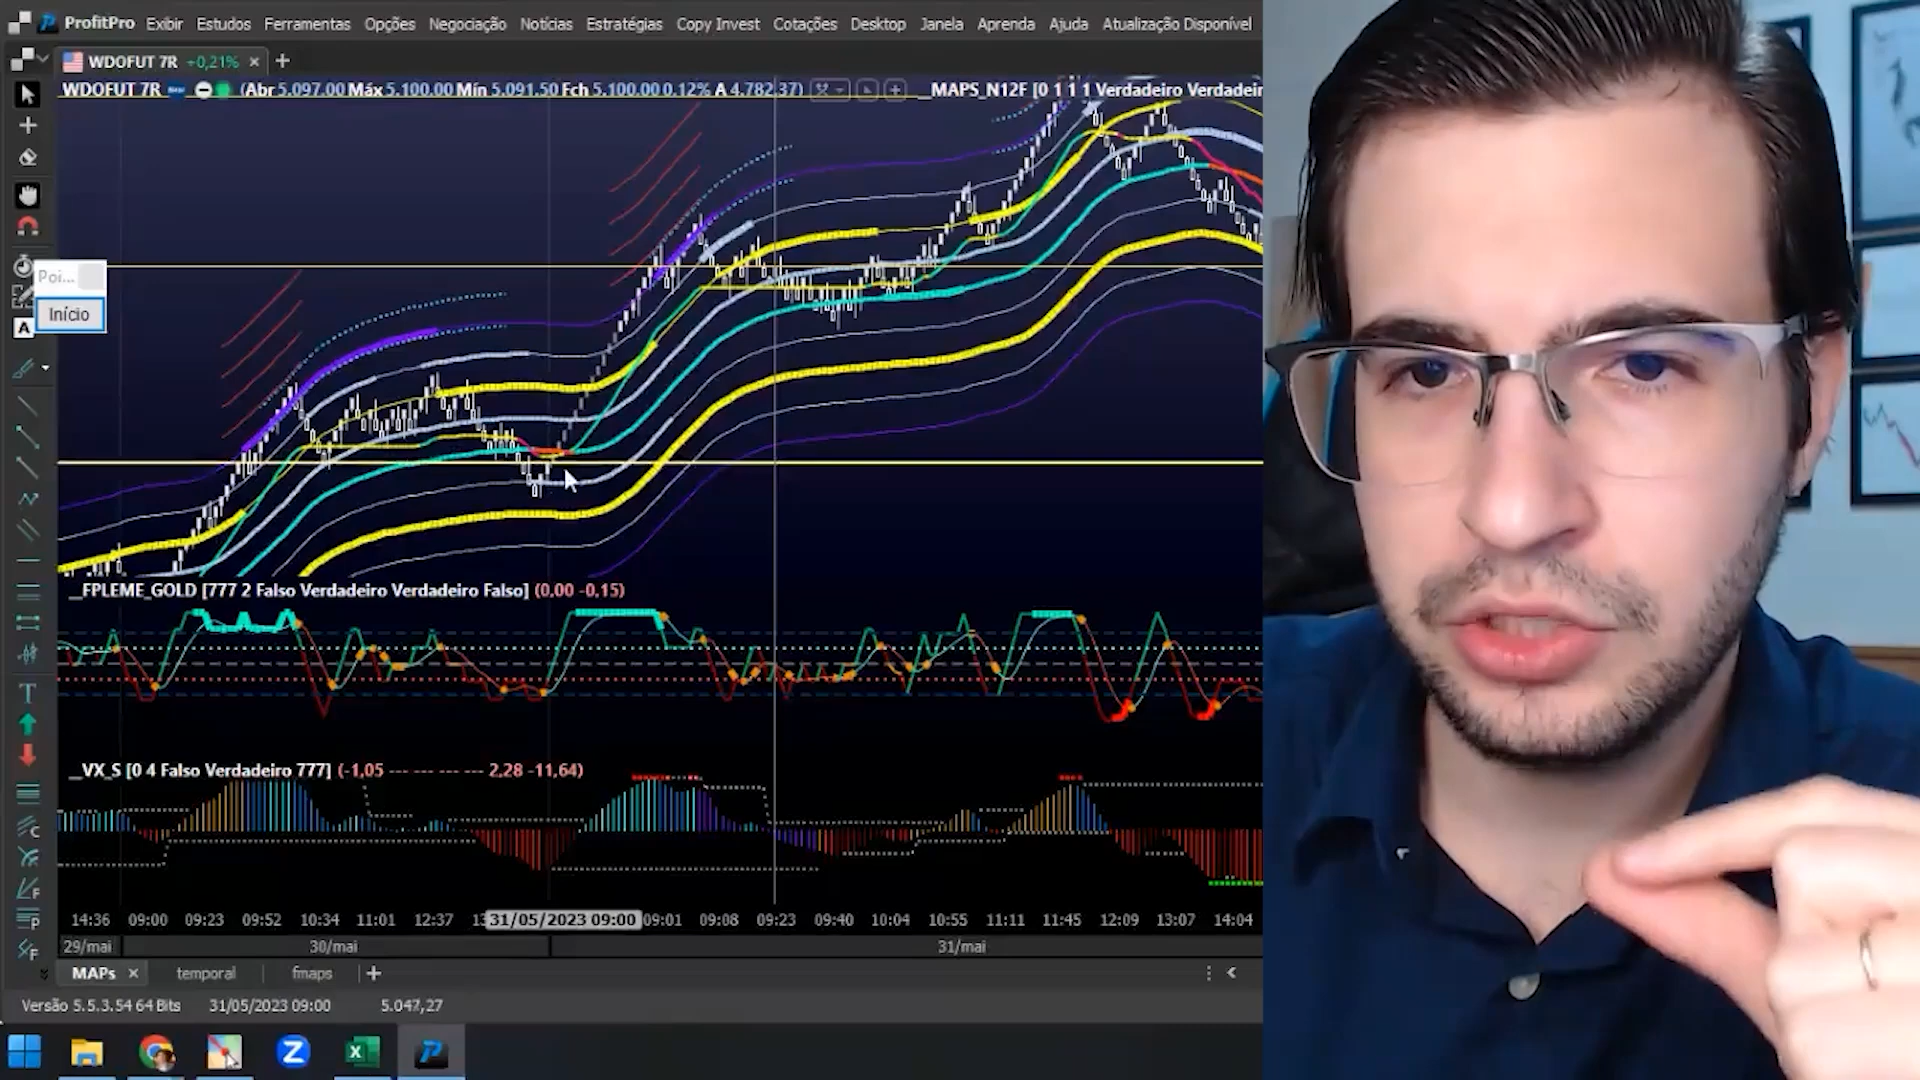 ProfitPro Exibir Estudos Ferramentas Opções Negociação Notícias Estratégias Copy Invest Cotações Desktop Janela Aprenda Ajuda Atualização Disponível
WDOFUT 7R +0,21%
WDOFUT 7R (Abr 5.097,00 Máx 5.100,00 Mín 5.091,50 Fch 5.100,00 0,12% A 4.782,37) __MAPS_N12F [0 1 1 1 Verdadeiro Verdadeir
Poi...
Início
A
__FPLEME_GOLD [777 2 Falso Verdadeiro Verdadeiro Falso] (0,00 -0,15)
T
__VX_S [0 4 Falso Verdadeiro 777] (-1,05 --- --- --- --- 2,28 -11,64)
14:36 09:00 09:23 09:52 10:34 11:01 12:37 31/05/2023 09:00 09:01 09:08 09:23 09:40 10:04 10:55 11:11 11:45 12:09 13:07 14:04
29/mai 30/mai 31/mai
MAPs temporal fmaps
Versão 5.5.3.54 64 Bits 31/05/2023 09:00